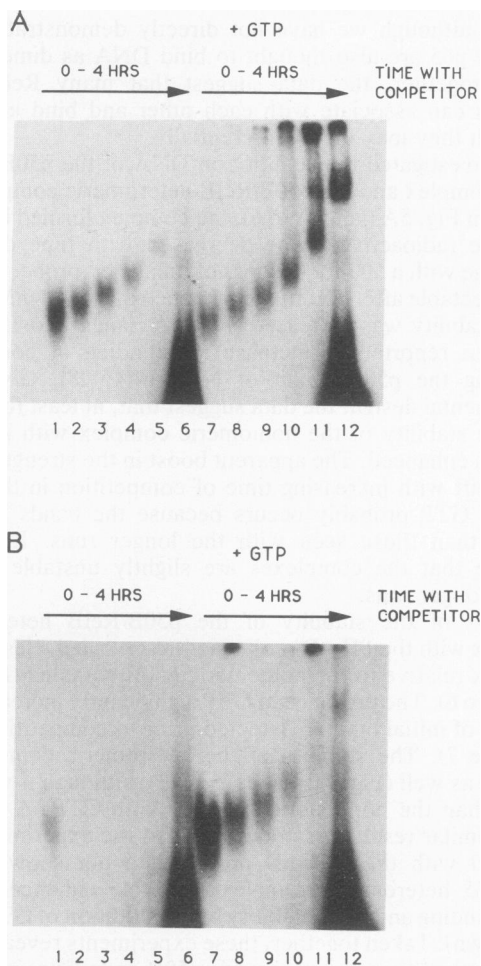 A
+ GTP
0 – 4 HRS 0 – 4 HRS TIME WITH COMPETITOR
1 2 3 4 5 6 7 8 9 10 11 12
B
+ GTP
0 – 4 HRS 0 – 4 HRS TIME WITH COMPETITOR
1 2 3 4 5 6 7 8 9 10 11 12